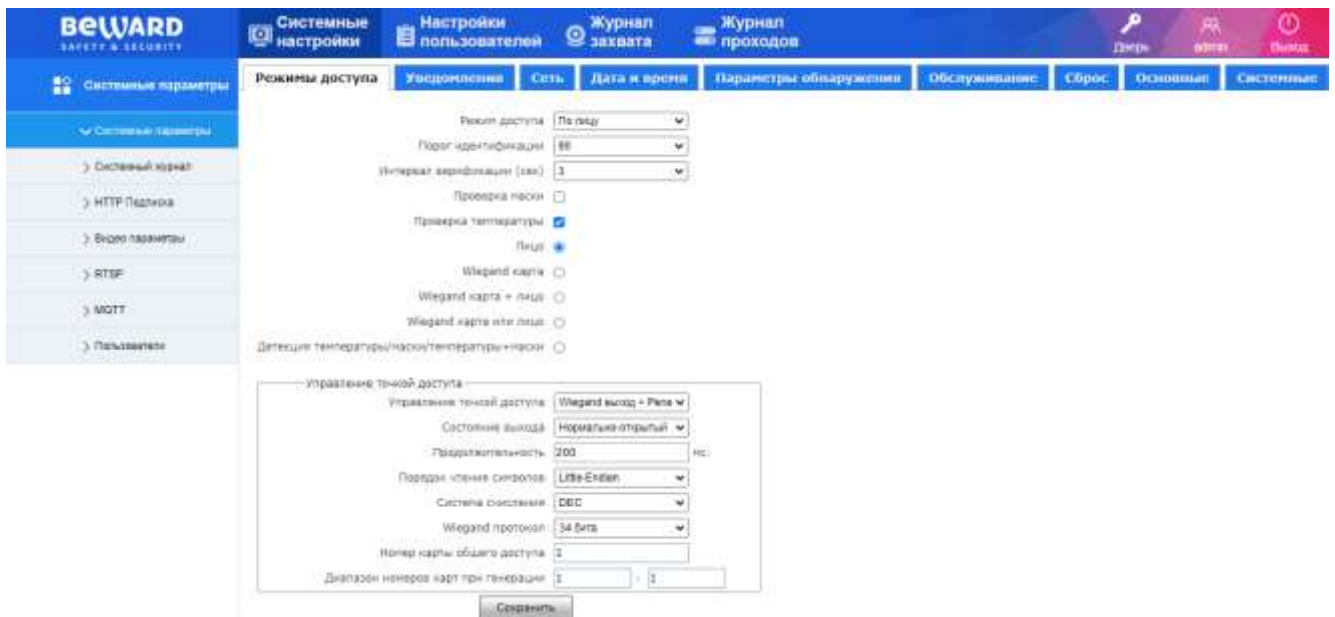 BEWARD
SAFETY & SECURITY
Системные настройки
Настройки пользователей
Журнал захвата
Журнал проходов
Дверь
admin
Выход
Системные параметры
Системные параметры
Системный журнал
HTTP Подписка
Видео параметры
RTSP
MQTT
Пользователи
Режимы доступа
Уведомления
Сеть
Дата и время
Параметры обнаружения
Обслуживание
Сброс
Основные
Системные
Режим доступа По лицу
Порог идентификации
Интервал верификации (сек) 3
Проверка маски
Проверка температуры
Лицо
Wiegand карта
Wiegand карта + лицо
Wiegand карта или лицо
Детекция температуры/маски/температуры+маски
Управление точкой доступа
Управление точкой доступа Wiegand выход + Реле
Состояние выхода Нормально-открытый
Продолжительность 200 мс.
Порядок чтения символов Little-Endian
Система счисления DEC
Wiegand протокол 34 бита
Номер карты общего доступа 1
Диапазон номеров карт при генерации 1 - 1
Сохранить